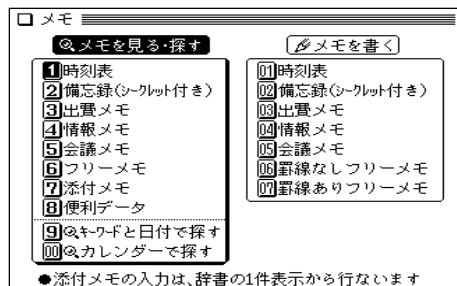 メモ
メモを見る・探す
1時刻表
2備忘録(シークレット付き)
3出費メモ
4情報メモ
5会議メモ
6フリーメモ
7添付メモ
8便利データ
9キーワードと日付で探す
00カレンダーで探す
メモを書く
01時刻表
02備忘録(シークレット付き)
03出費メモ
04情報メモ
05会議メモ
06罫線なしフリーメモ
07罫線ありフリーメモ
●添付メモの入力は、辞書の1件表示から行ないます